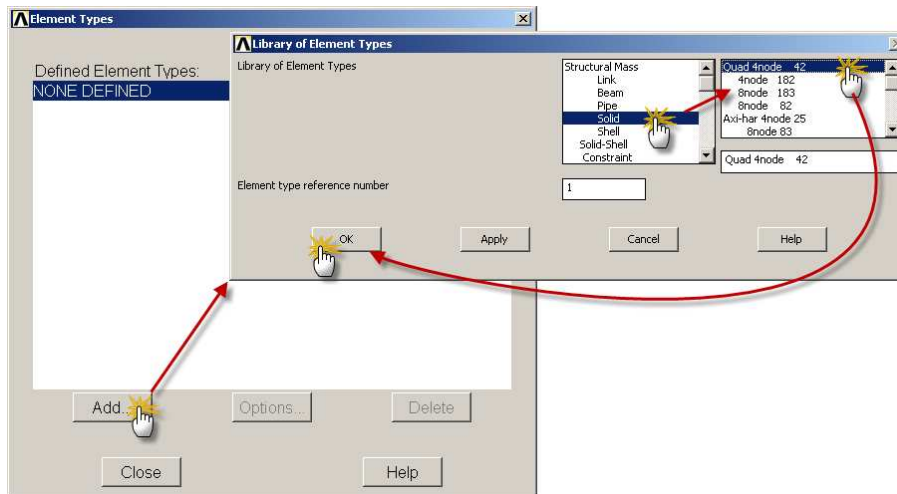 Element Types
Library of Element Types
Defined Element Types:
NONE DEFINED
Library of Element Types
Structural Mass
Link
Beam
Pipe
Solid
Shell
Solid-Shell
Constraint
Quad 4node 42
4node 182
8node 183
8node 82
Axi-har 4node 25
8node 83
Quad 4node 42
Element type reference number
1
OK
Apply
Cancel
Help
Add...
Options...
Delete
Close
Help